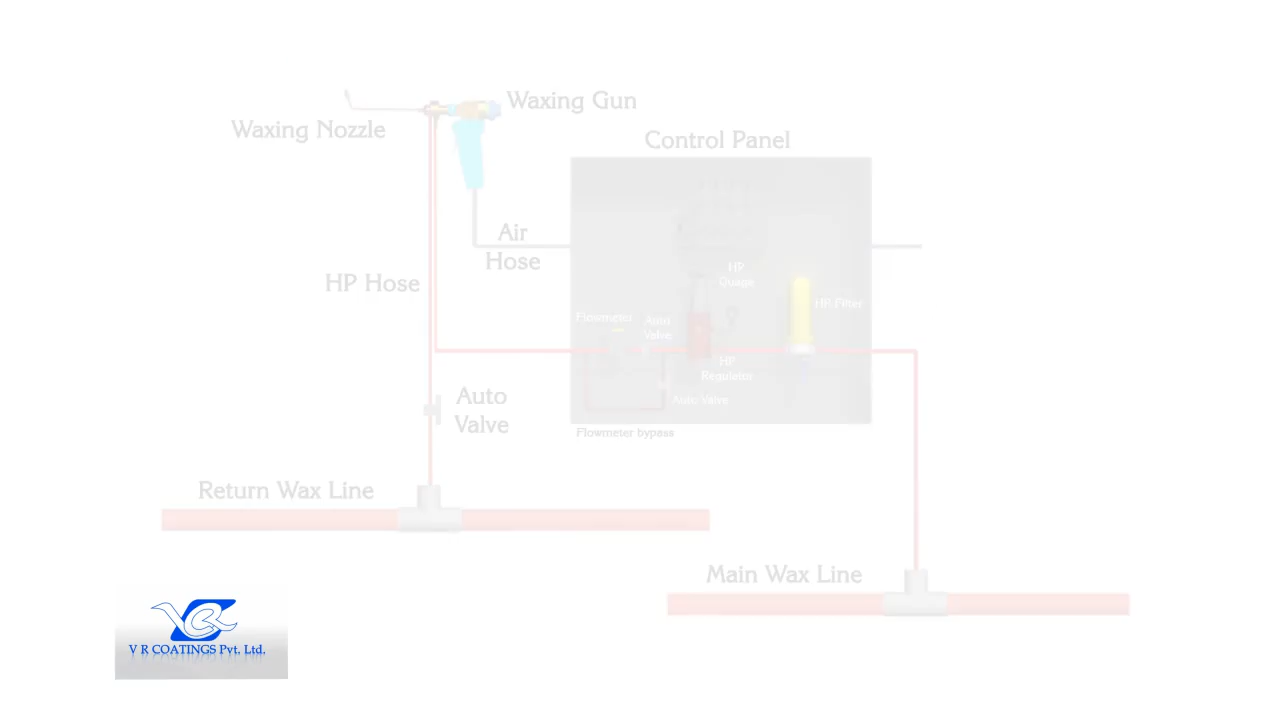 Waxing Gun
Waxing Nozzle
Control Panel
Air
Hose
HP Hose
HP
Guage
HP Filter
Flowmeter
Auto
Valve
HP
Regulator
Auto Valve
Auto
Valve
Flowmeter bypass
Return Wax Line
Main Wax Line
V R COATINGS Pvt. Ltd.